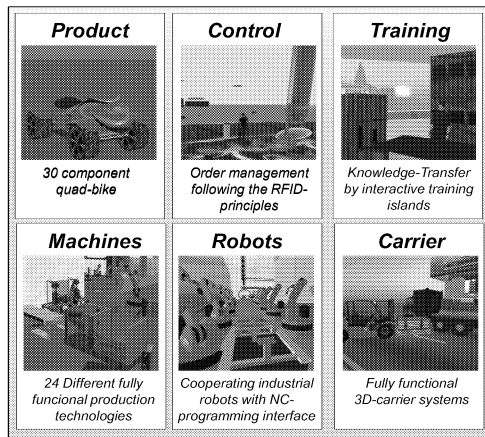 Product
30 component
quad-bike
Control
Order management
following the RFID-
principles
Training
Knowledge-Transfer
by interactive training
islands
Machines
24 Different fully
funcional production
technologies
Robots
Cooperating industrial
robots with NC-
programming interface
Carrier
Fully functional
3D-carrier systems